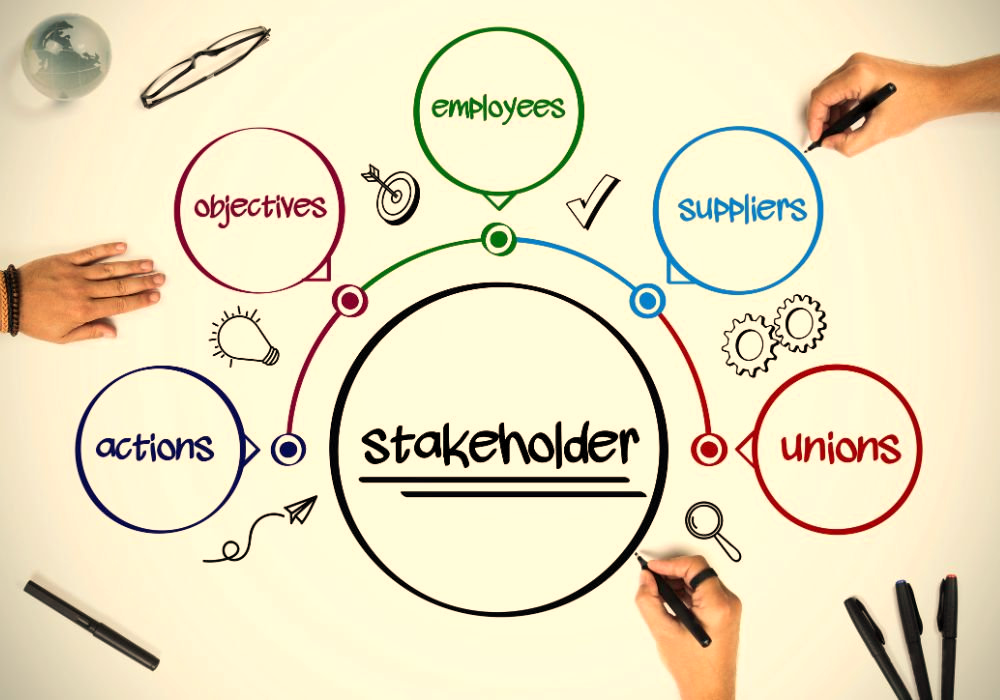 employees
objectives
suppliers
actions
stakeholder
unions